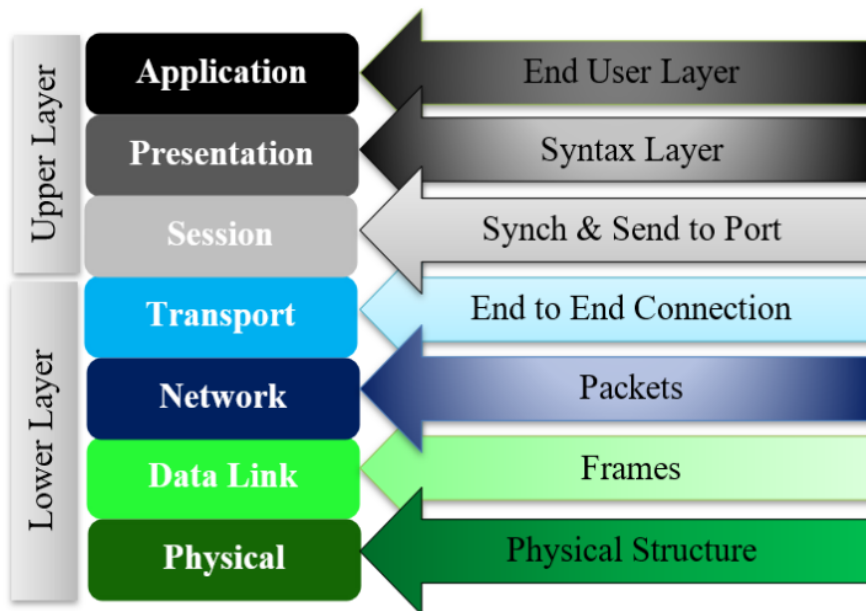 Upper Layer
Application
End User Layer
Presentation
Syntax Layer
Session
Synch & Send to Port
Lower Layer
Transport
End to End Connection
Network
Packets
Data Link
Frames
Physical
Physical Structure